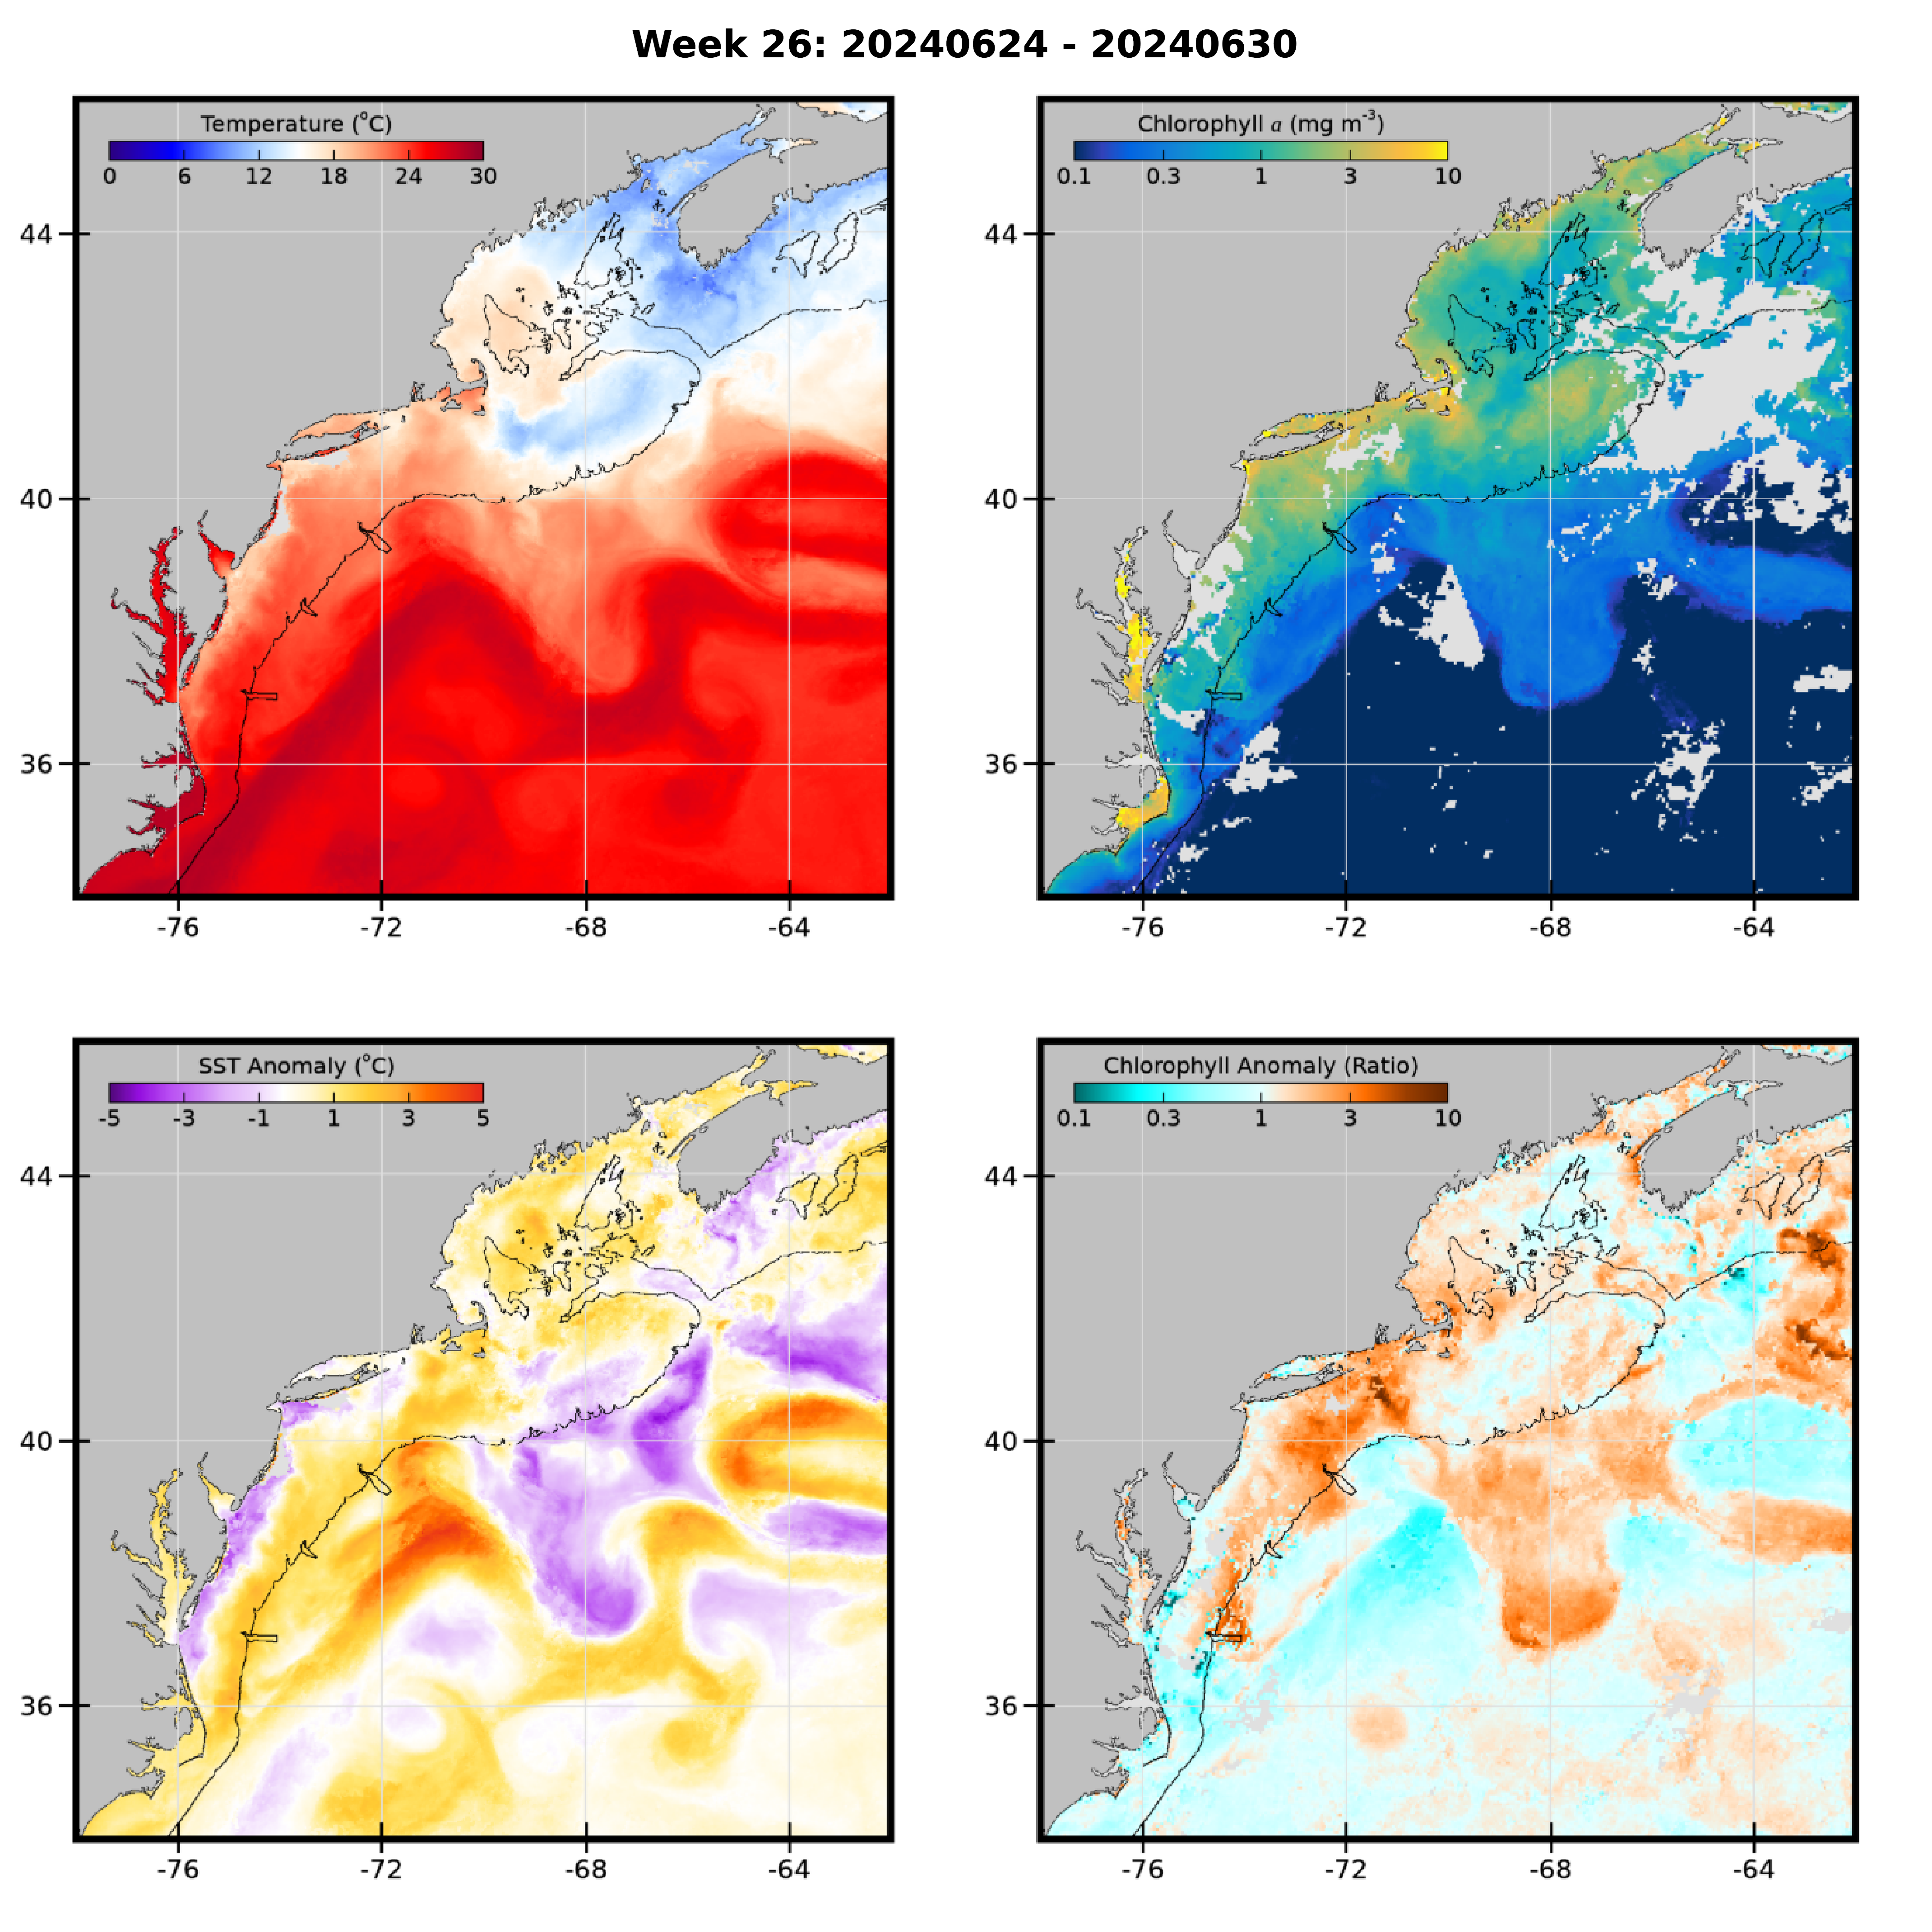 Week 26: 20240624 - 20240630
Temperature (°C)
0 6 12 18 24 30
44
40
36
-76 -72 -68 -64
Chlorophyll a (mg m⁻³)
0.1 0.3 1 3 10
44
40
36
-76 -72 -68 -64
SST Anomaly (°C)
-5 -3 -1 1 3 5
44
40
36
-76 -72 -68 -64
Chlorophyll Anomaly (Ratio)
0.1 0.3 1 3 10
44
40
36
-76 -72 -68 -64